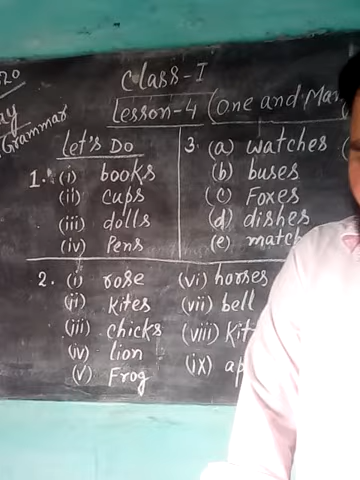 Class-I
Grammar
Lesson-4 (One and
Let's Do
1. (i) books
(ii) cups
(iii) dolls
(iv) Pens
3. (a) watches
(b) buses
(c) Foxes
(d) dishes
(e) match
2. (i) rose
(ii) kites
(iii) chicks
(iv) lion
(v) Frog
(vi) horses
(vii) bell
(viii) Kit
(ix) ap